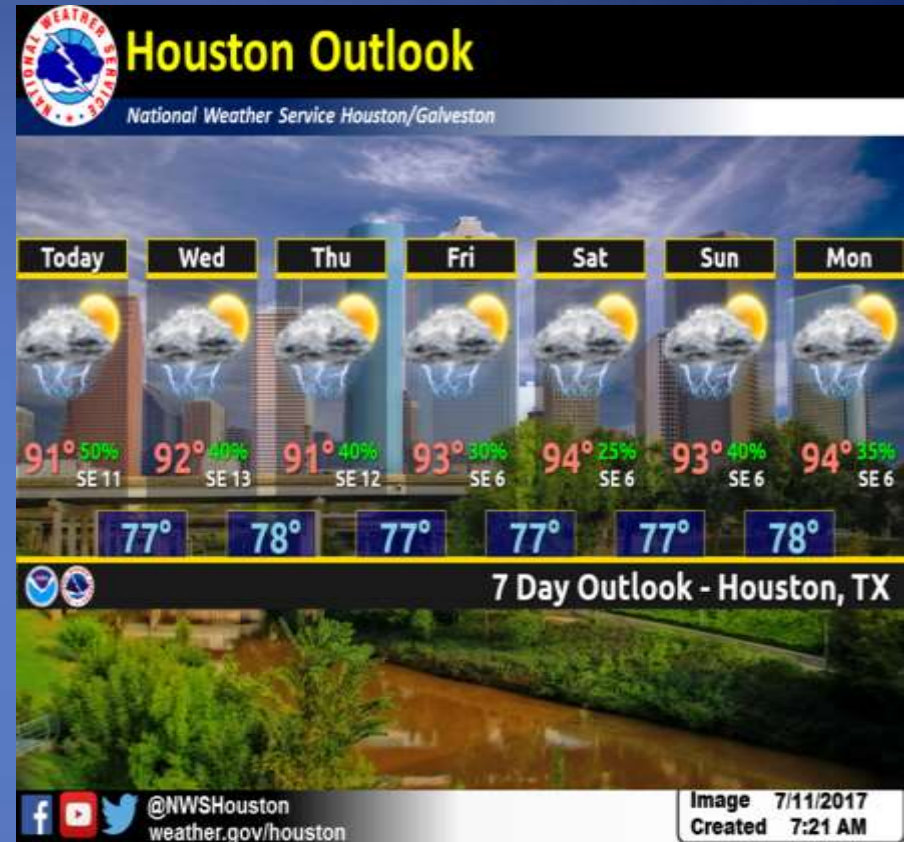 NATIONAL WEATHER SERVICE
Houston Outlook
National Weather Service Houston/Galveston
Today Wed Thu Fri Sat Sun Mon
91° 50% 92° 40% 91° 40% 93° 30% 94° 25% 93° 40% 94° 35%
SE 11 SE 13 SE 12 SE 6 SE 6 SE 6 SE 6
77° 78° 77° 77° 77° 78°
7 Day Outlook - Houston, TX
@NWSHouston
weather.gov/houston
Image 7/11/2017
Created 7:21 AM